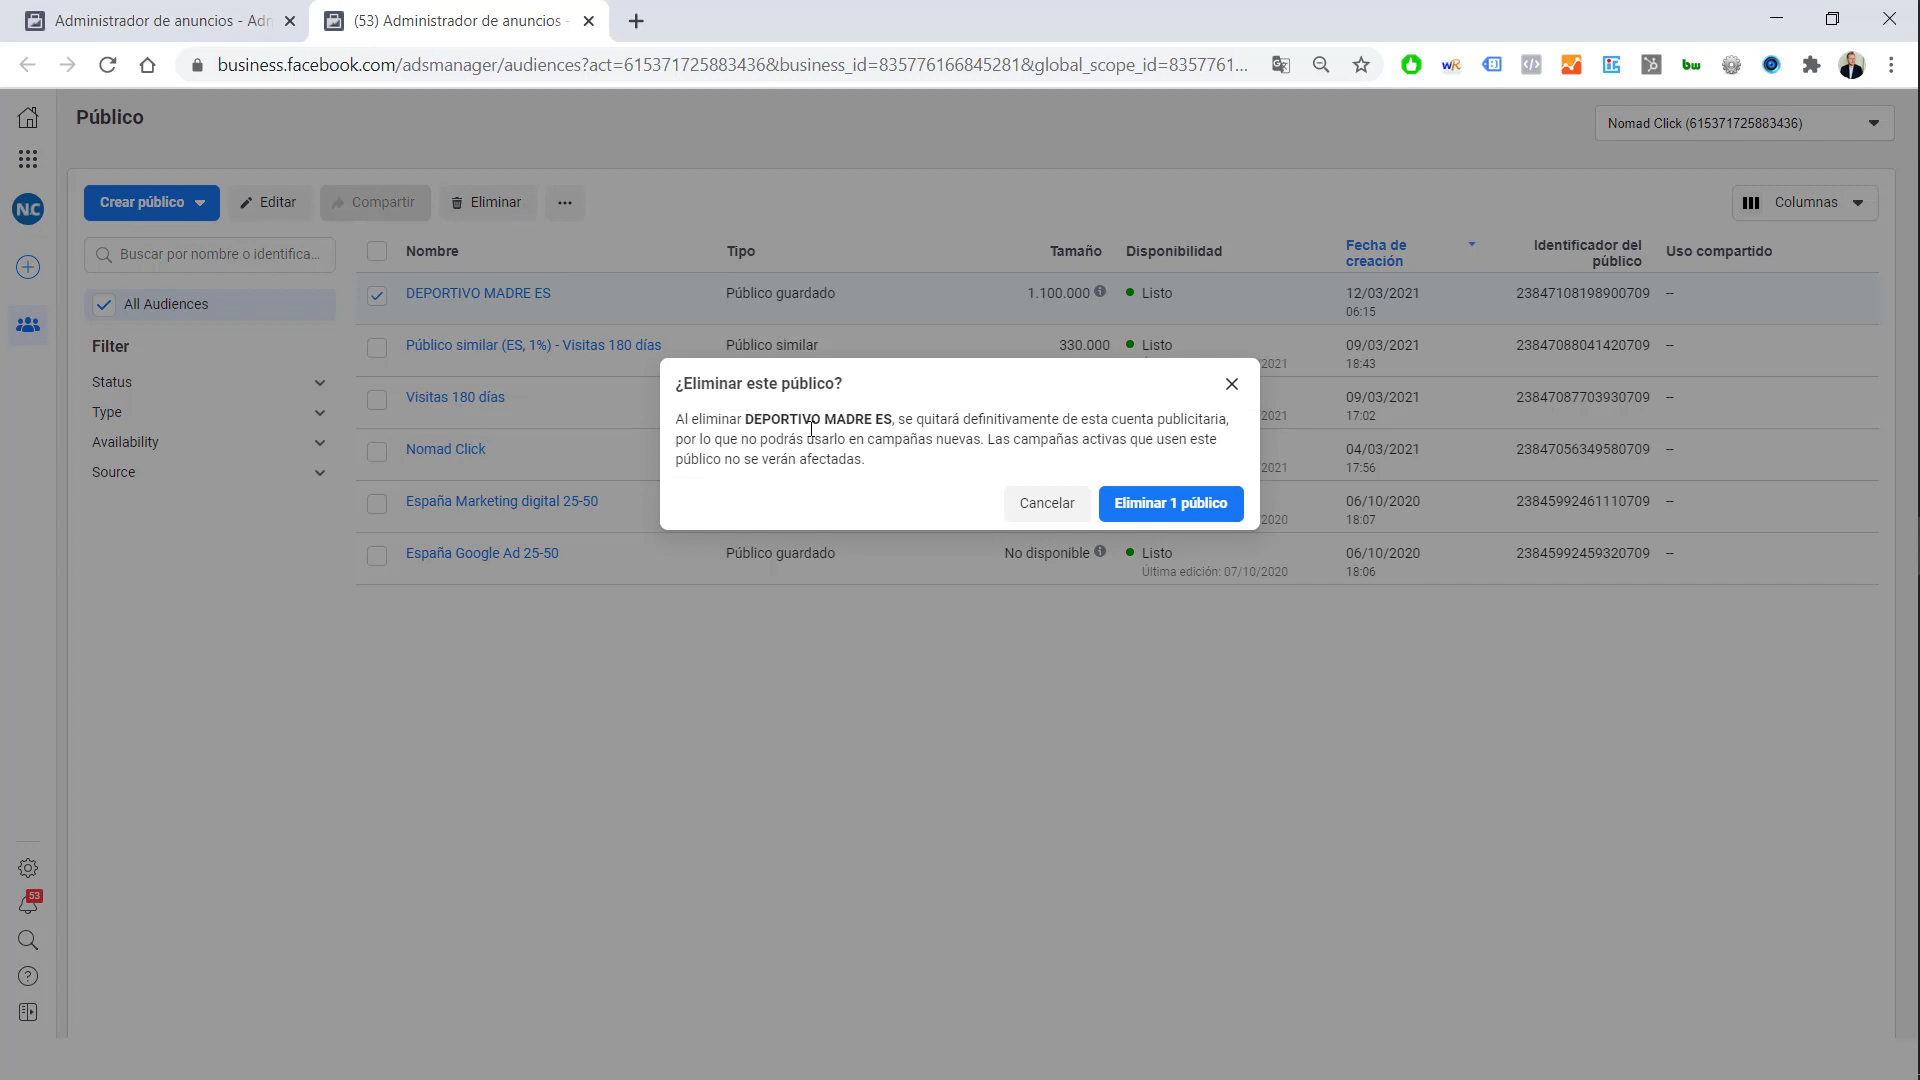 Administrador de anuncios - Adn
(53) Administrador de anuncios -
business.facebook.com/adsmanager/audiences?act=615371725883436&business_id=835776166845281&global_scope_id=8357761...
Público
Nomad Click (615371725883436)
NC
Crear público
Editar
Compartir
Eliminar
...
Columnas
Buscar por nombre o identifica...
All Audiences
Filter
Status
Type
Availability
Source
Nombre
Tipo
Tamaño
Disponibilidad
Fecha de
creación
Identificador del
público
Uso compartido
DEPORTIVO MADRE ES
Público guardado
1.100.000
Listo
12/03/2021
06:15
23847108198900709
--
Público similar (ES, 1%) - Visitas 180 días
Público similar
330.000
Listo
2021
09/03/2021
18:43
23847088041420709
--
Visitas 180 días
2021
09/03/2021
17:02
23847087703930709
--
Nomad Click
2021
04/03/2021
17:56
23847056349580709
--
España Marketing digital 25-50
2020
06/10/2020
18:07
23845992461110709
--
España Google Ad 25-50
Público guardado
No disponible
Listo
Última edición: 07/10/2020
06/10/2020
18:06
23845992459320709
--
¿Eliminar este público?
Al eliminar DEPORTIVO MADRE ES, se quitará definitivamente de esta cuenta publicitaria,
por lo que no podrás usarlo en campañas nuevas. Las campañas activas que usen este
público no se verán afectadas.
Cancelar
Eliminar 1 público
53